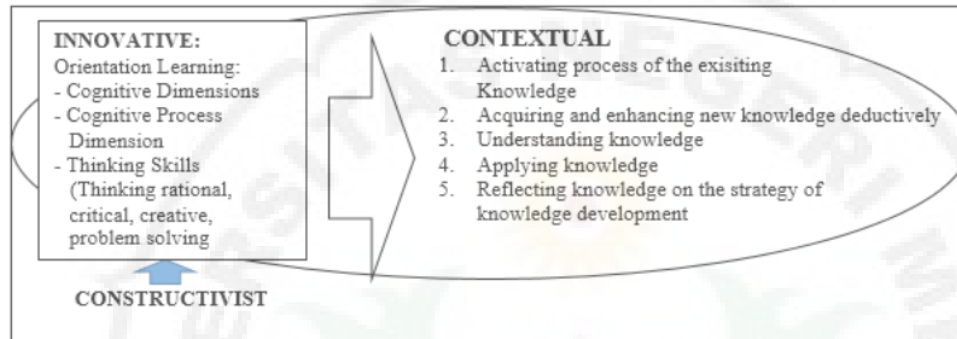 INNOVATIVE:
Orientation Learning:
- Cognitive Dimensions
- Cognitive Process
Dimension
- Thinking Skills
(Thinking rational,
critical, creative,
problem solving
CONSTRUCTIVIST
CONTEXTUAL
1. Activating process of the exisiting
Knowledge
2. Acquiring and enhancing new knowledge deductively
3. Understanding knowledge
4. Applying knowledge
5. Reflecting knowledge on the strategy of
knowledge development